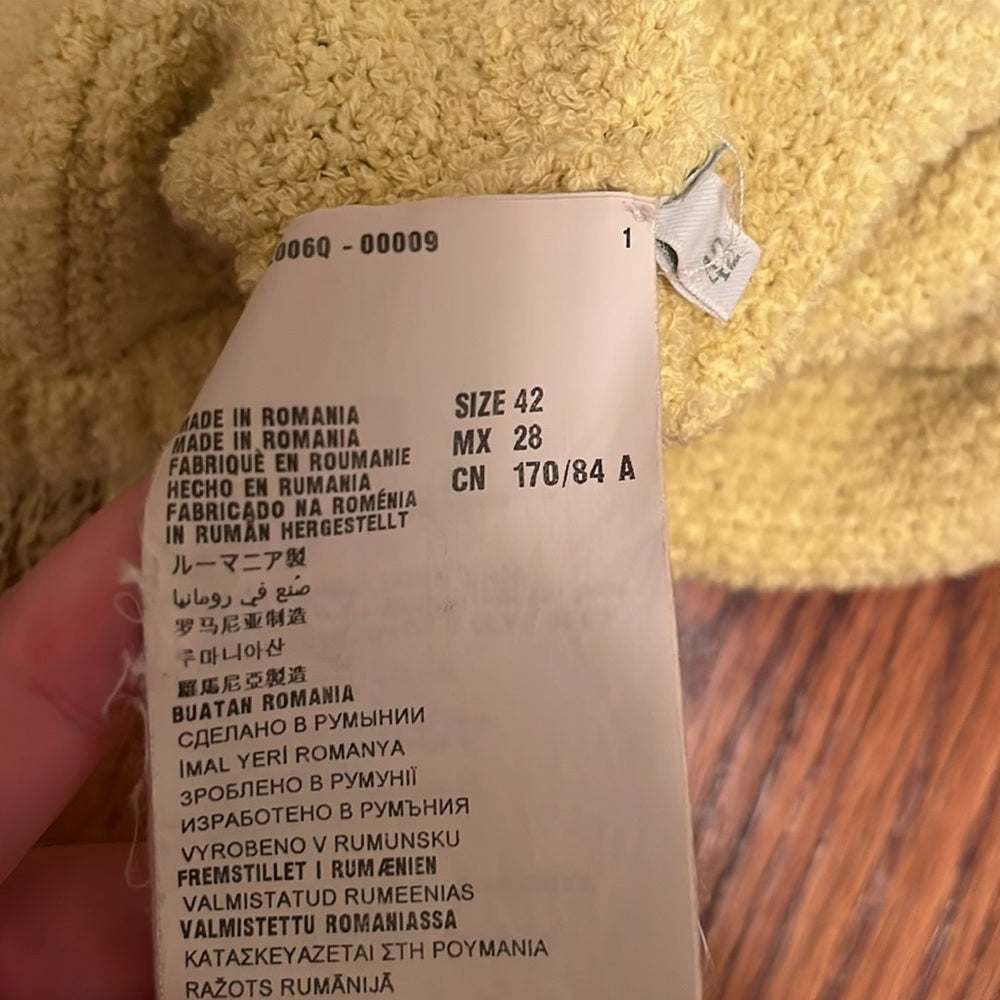 006Q - 00009
1
42
MADE IN ROMANIA
MADE IN ROMANIA
FABRIQUÈ EN ROUMANIE
HECHO EN RUMANIA
FABRICADO NA ROMÉNIA
IN RUMÄN HERGESTELLT
ルーマニア製
صُنع في رومانيا
罗马尼亚制造
루마니아산
羅馬尼亞製造
BUATAN ROMANIA
СДЕЛАНО В РУМЫНИИ
İMAL YERİ ROMANYA
ЗРОБЛЕНО В РУМУНІЇ
ИЗРАБОТЕНО В РУМЪНИЯ
VYROBENO V RUMUNSKU
FREMSTILLET I RUMÆNIEN
VALMISTATUD RUMEENIAS
VALMISTETTU ROMANIASSA
ΚΑΤΑΣΚΕΥΑΖΕΤΑΙ ΣΤΗ ΡΟΥΜΑΝΙΑ
RAŽOTS RUMĀNIJĀ
SIZE 42
MX 28
CN 170/84 A